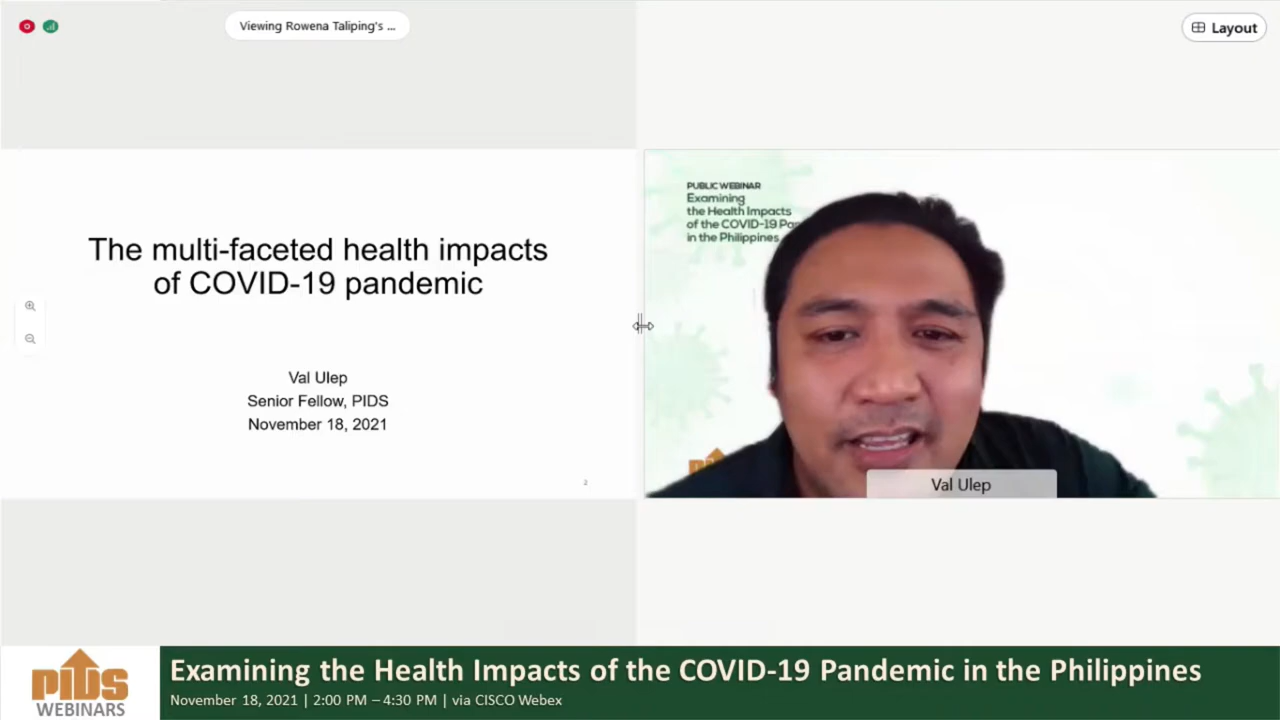 Viewing Rowena Taliping's ...
Layout
The multi-faceted health impacts
of COVID-19 pandemic
Val Ulep
Senior Fellow, PIDS
November 18, 2021
2
PUBLIC WEBINAR
Examining
the Health Impacts
of the COVID-19 Pan
in the Philippines
Val Ulep
PIDS
WEBINARS
Examining the Health Impacts of the COVID-19 Pandemic in the Philippines
November 18, 2021 | 2:00 PM – 4:30 PM | via CISCO Webex